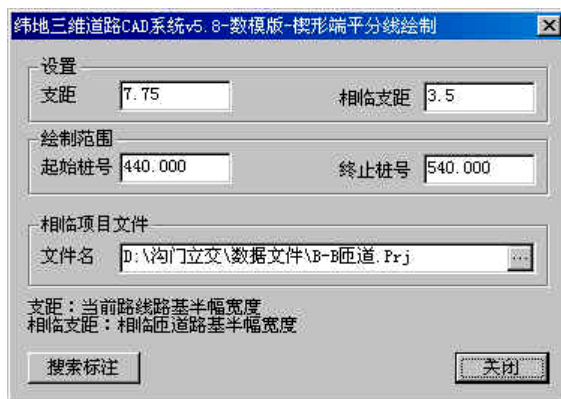 纬地三维道路CAD系统v5.8-数模版-楔形端平分线绘制
设置
支距 7.75 相临支距 3.5
绘制范围
起始桩号 440.000 终止桩号 540.000
相临项目文件
文件名 D:\沟门立交\数据文件\B-B匝道.Prj ...
支距：当前路线路基半幅宽度
相临支距：相临匝道路基半幅宽度
搜索标注 关闭